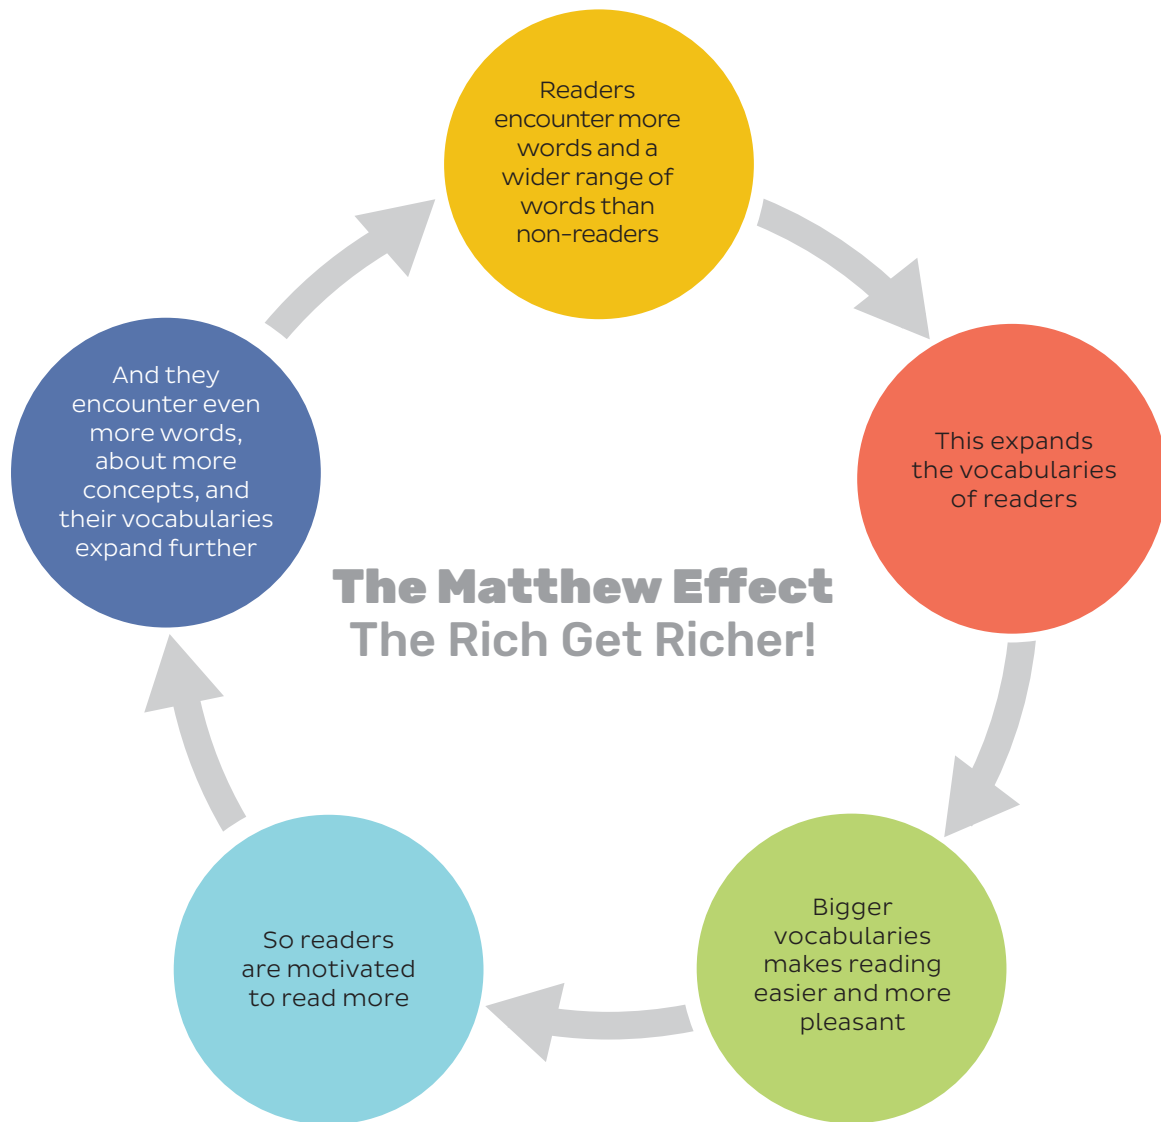 Readers
encounter more
words and a
wider range of
words than
non-readers
This expands
the vocabularies
of readers
Bigger
vocabularies
makes reading
easier and more
pleasant
So readers
are motivated
to read more
And they
encounter even
more words,
about more
concepts, and
their vocabularies
expand further
The Matthew Effect
The Rich Get Richer!